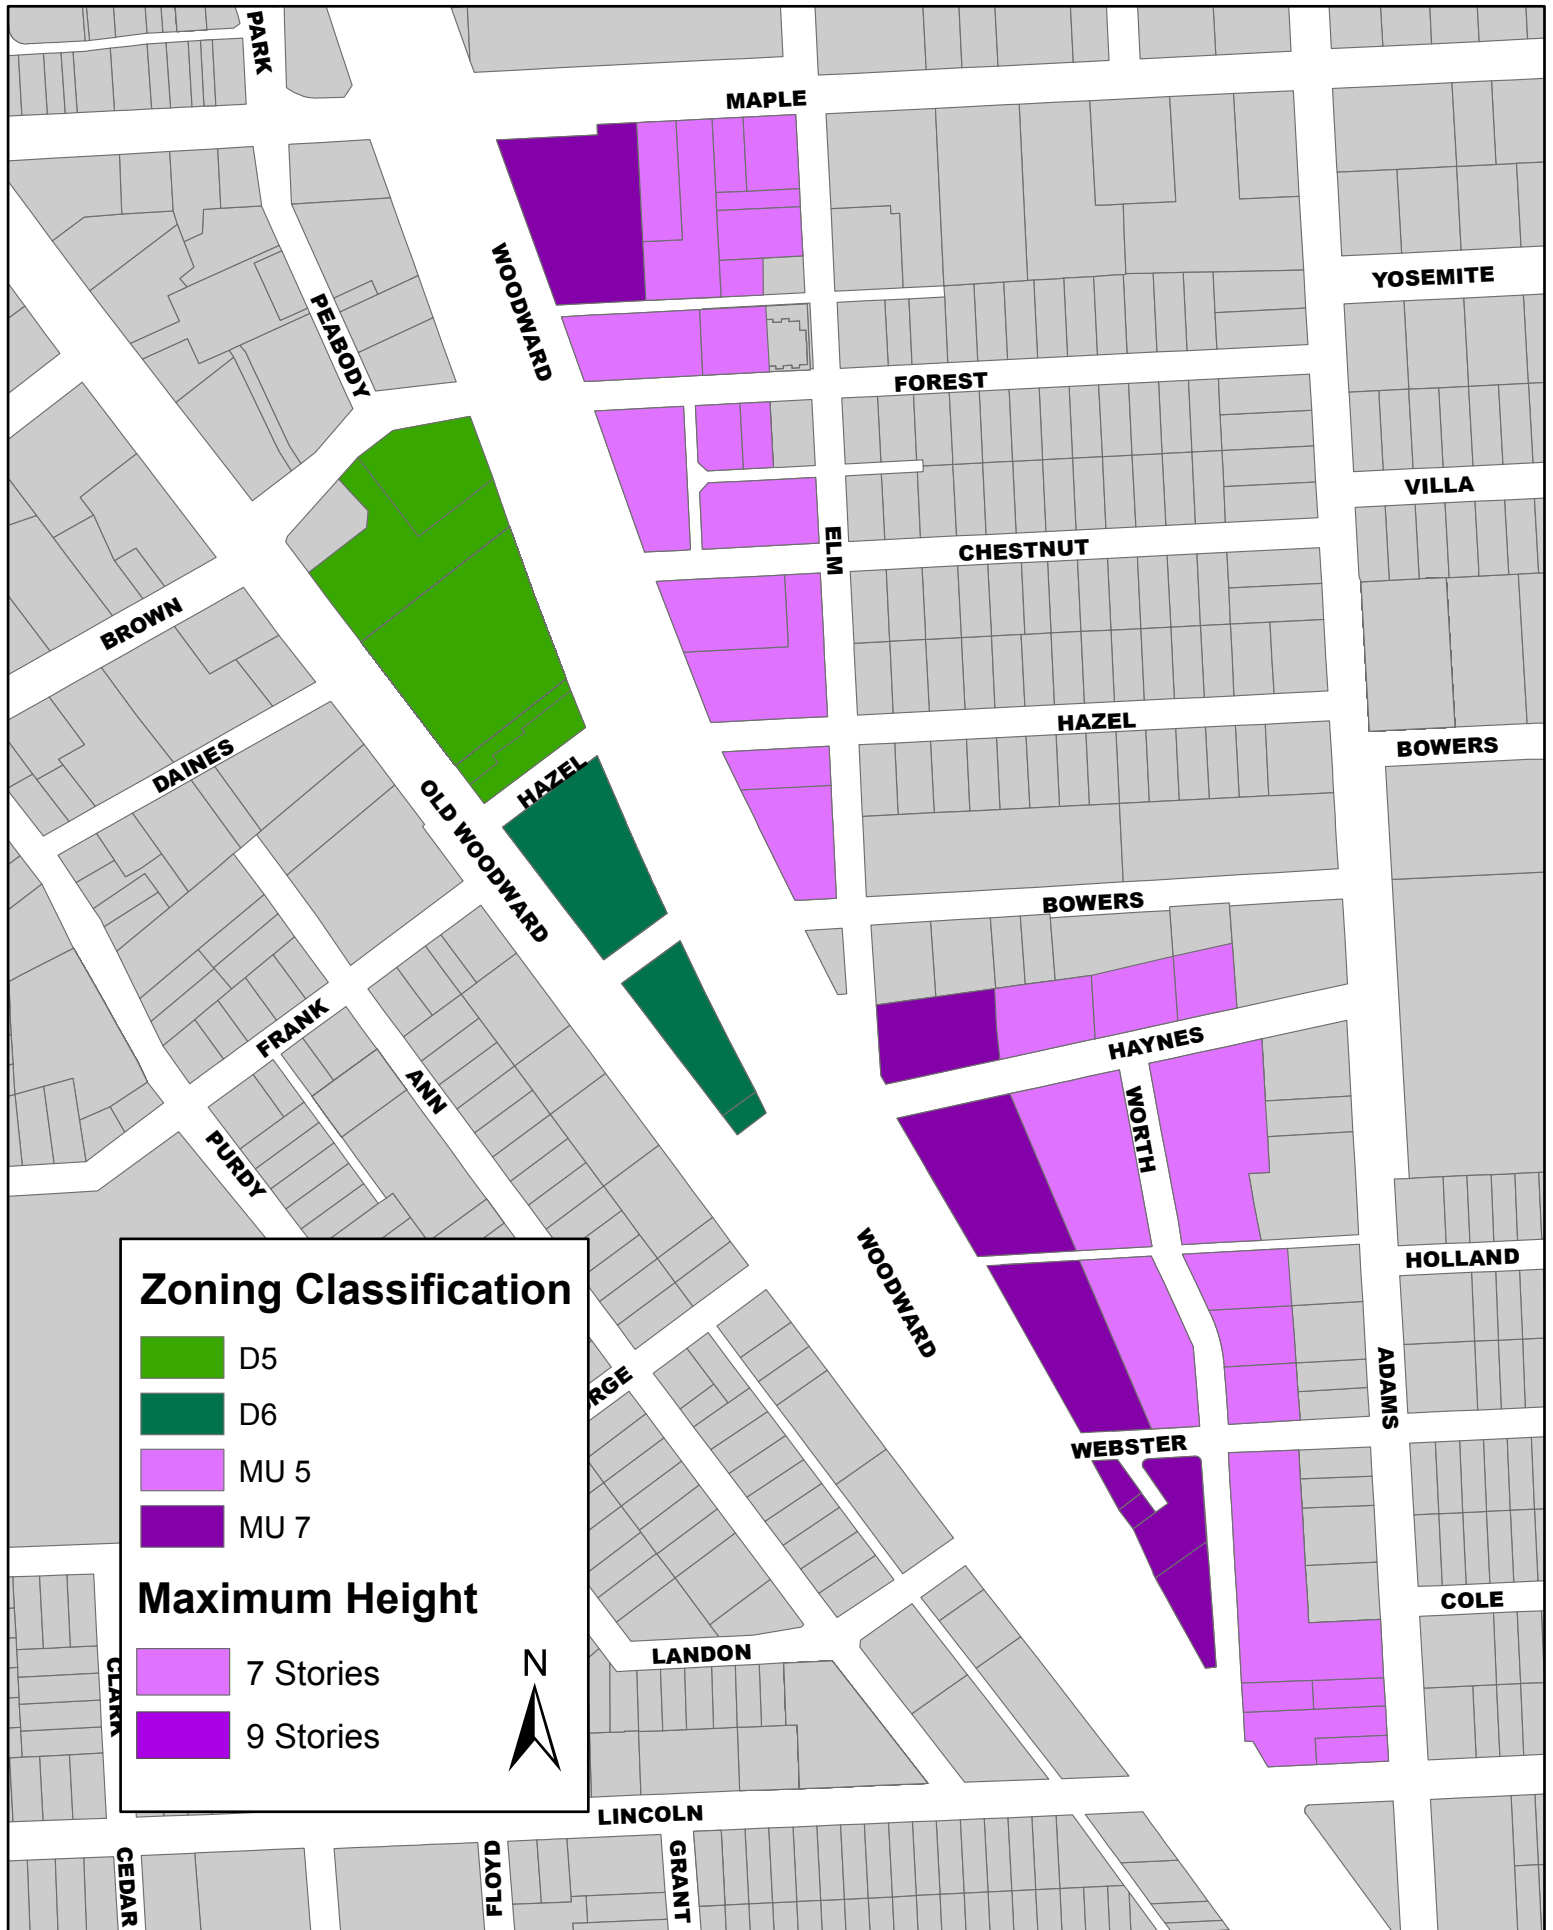 PARK
MAPLE
WOODWARD
YOSEMITE
PEABODY
FOREST
VILLA
ELM
CHESTNUT
BROWN
HAZEL
BOWERS
DAINES
HAZEL
OLD WOODWARD
BOWERS
FRANK
HAYNES
ANN
WORTH
PURDY
WOODWARD
HOLLAND
Zoning Classification
D5
D6
MU 5
MU 7
Maximum Height
7 Stories
9 Stories
N
RGE
ADAMS
WEBSTER
COLE
LANDON
CLARK
LINCOLN
CEDAR
FLOYD
GRANT